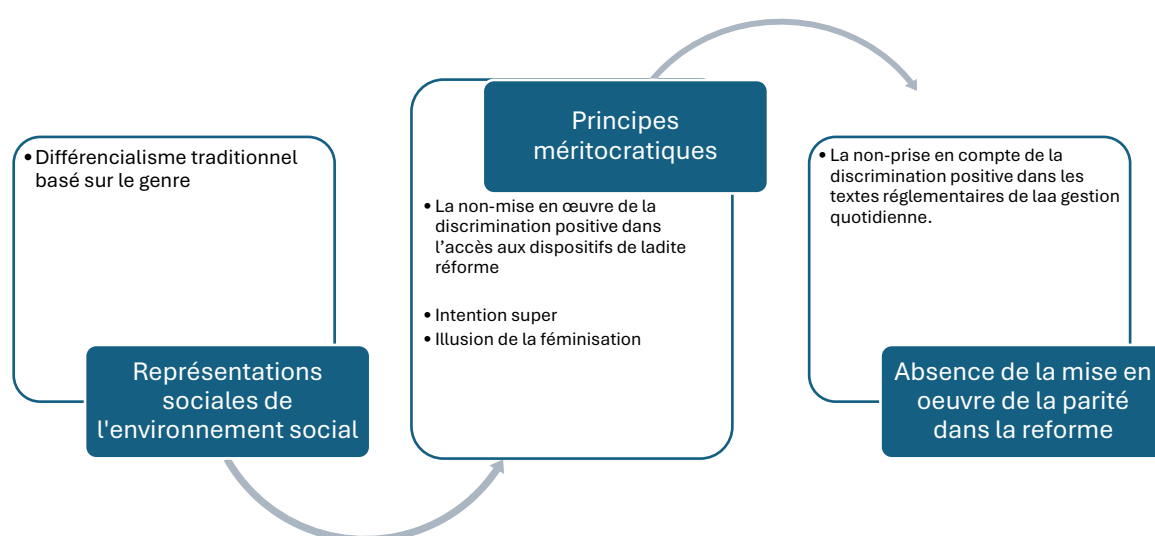 •Différencialisme traditionnel
basé sur le genre
Représentations
sociales de
l'environnement social
Principes
méritocratiques
•La non-mise en œuvre de la
discrimination positive dans
l’accès aux dispositifs de ladite
réforme
•Intention super
•Illusion de la féminisation
•La non-prise en compte de la
discrimination positive dans les
textes réglementaires de laa gestion
quotidienne.
Absence de la mise en
oeuvre de la parité
dans la reforme